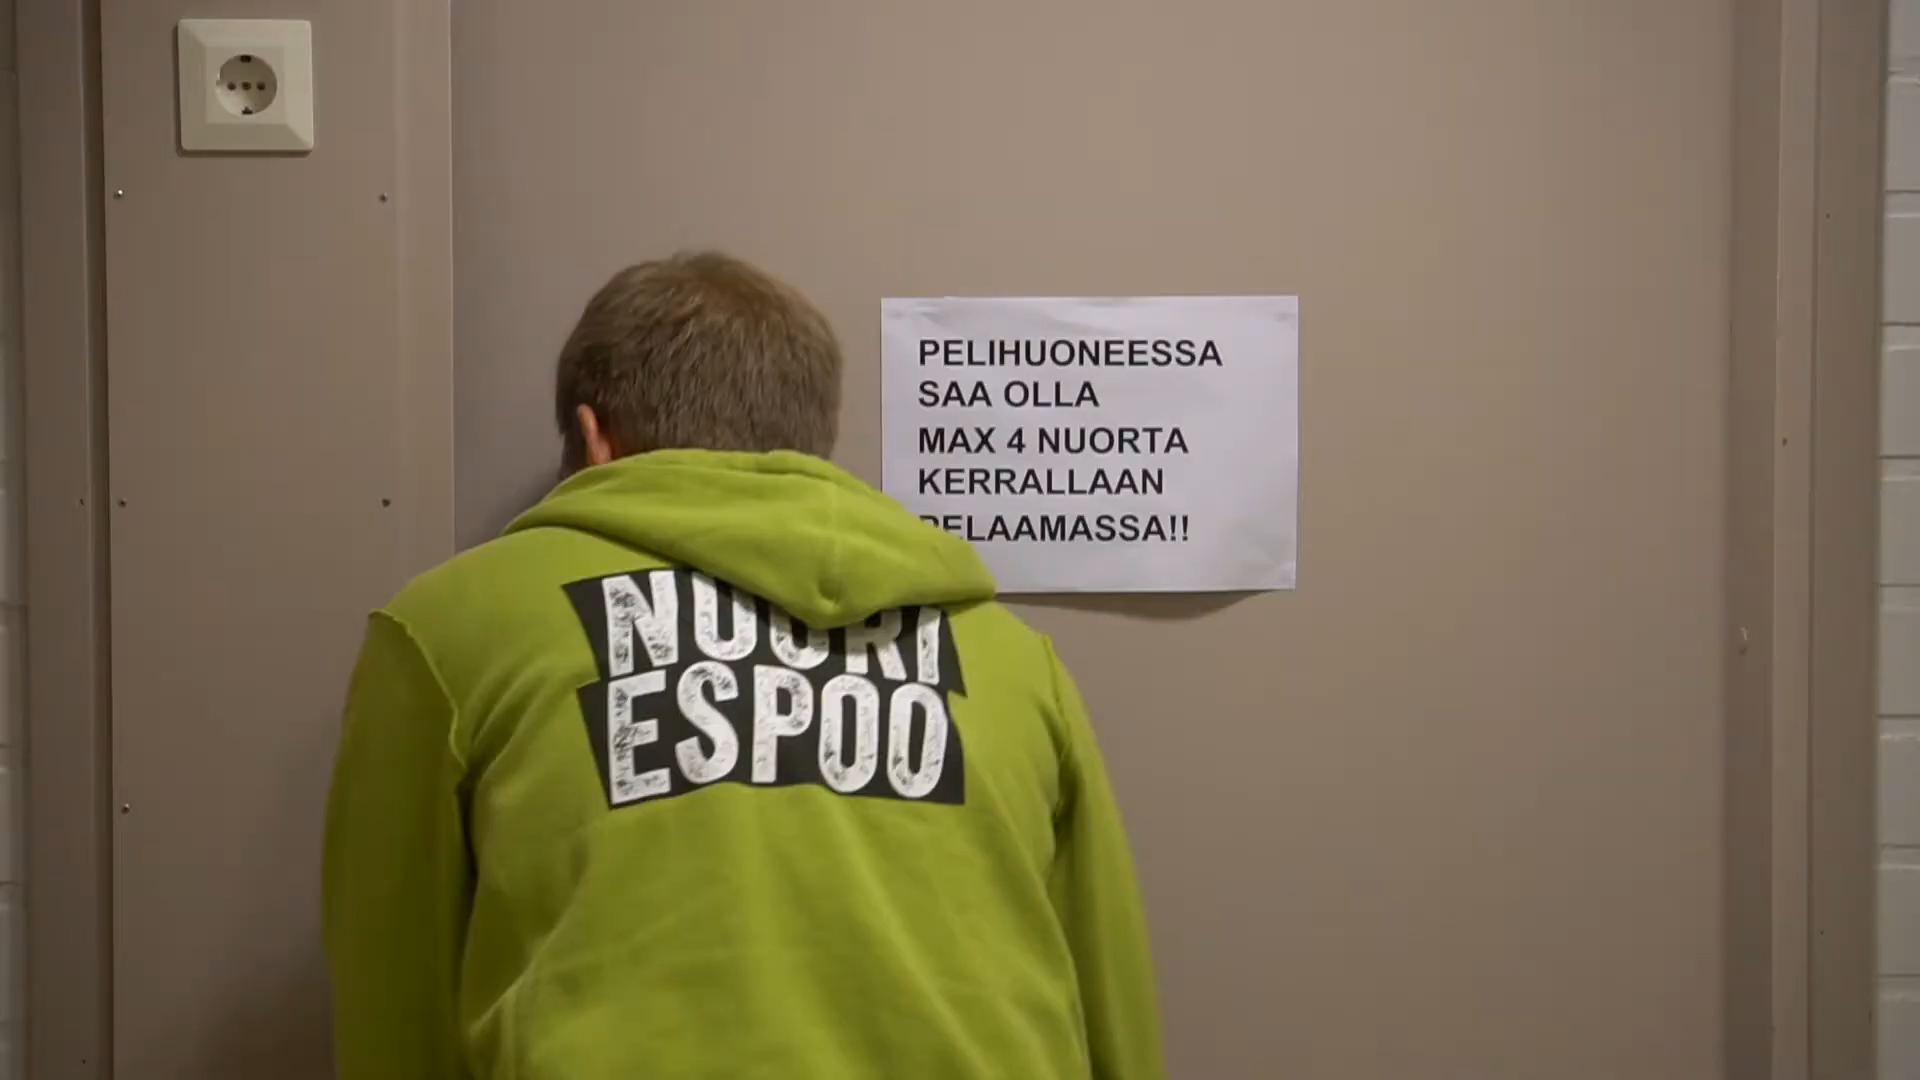 PELIHUONEESSA
SAA OLLA
MAX 4 NUORTA
KERRALLAAN
PELAAMASSA!!
NUORI
ESPOO